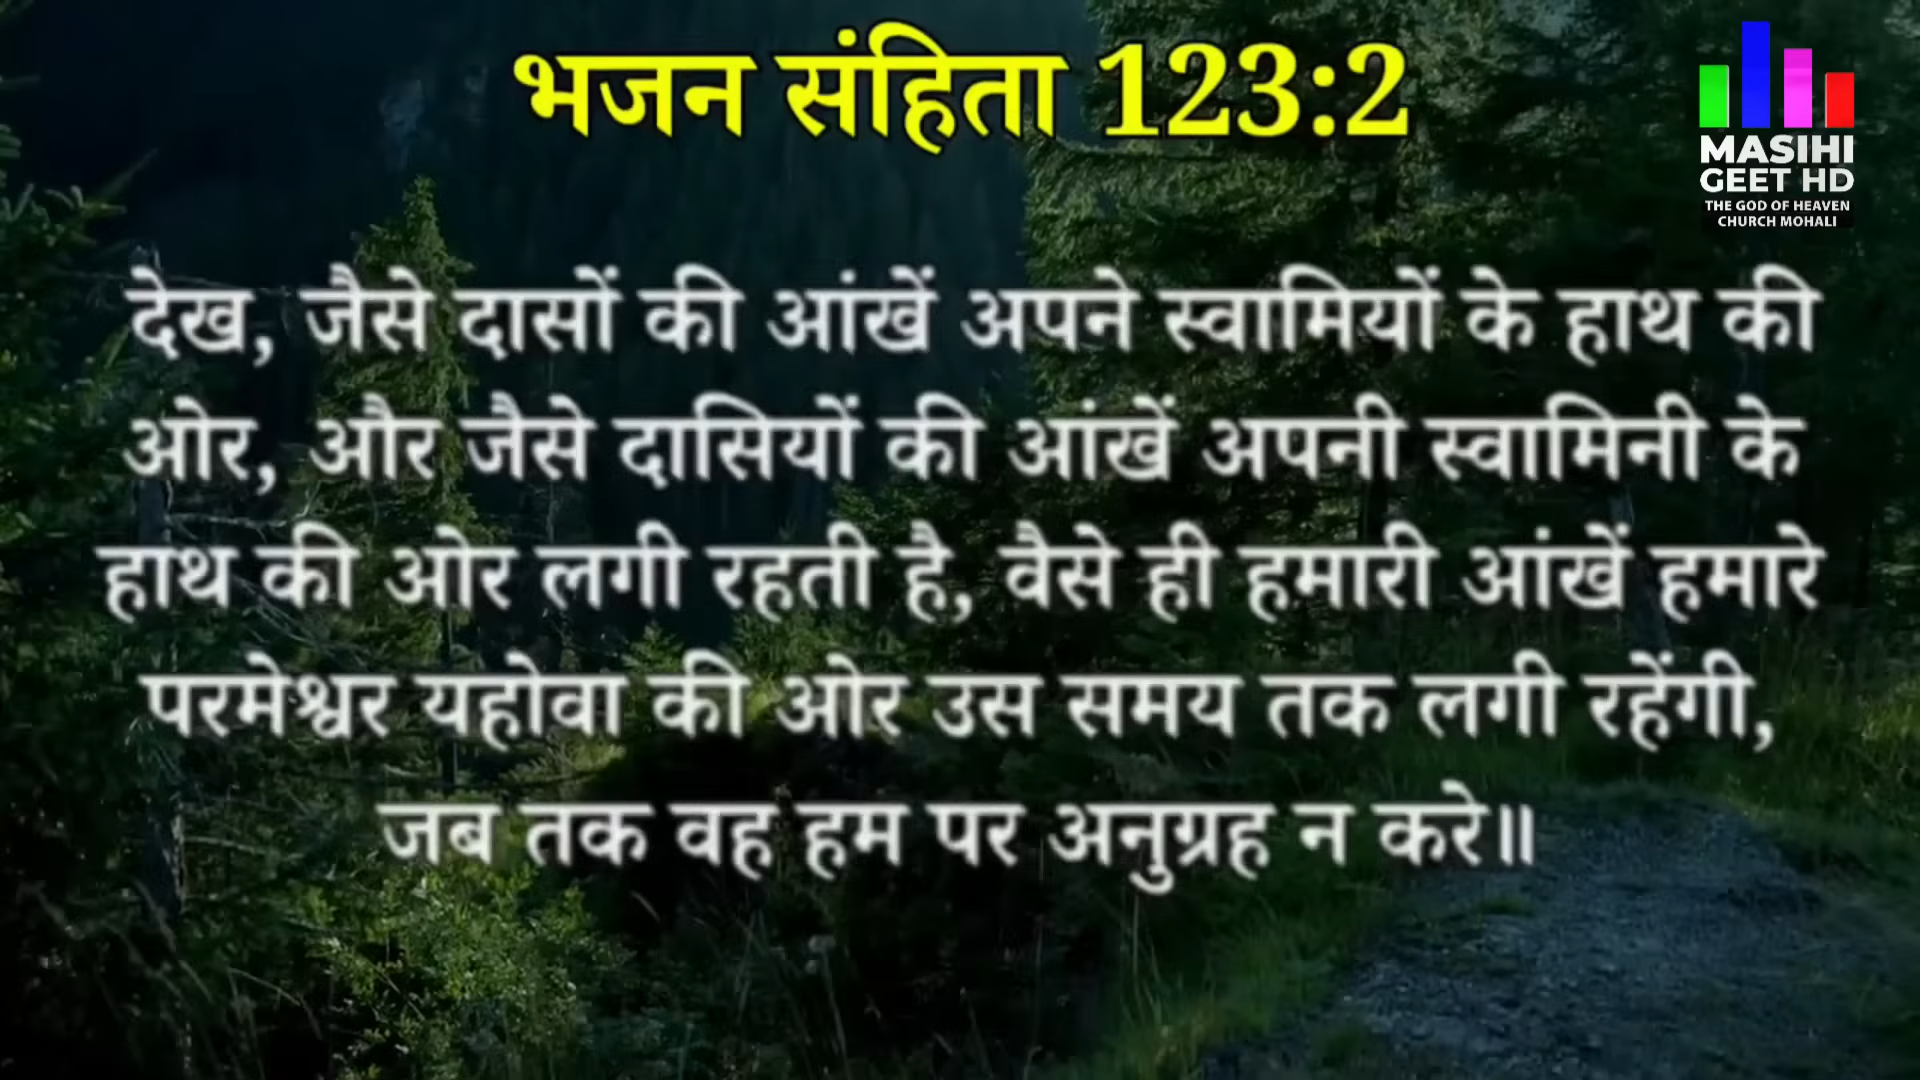 भजन संहिता 123:2
MASIHI
GEET HD
THE GOD OF HEAVEN
CHURCH MOHALI
देख, जैसे दासों की आंखें अपने स्वामियों के हाथ की
ओर, और जैसे दासियों की आंखें अपनी स्वामिनी के
हाथ की ओर लगी रहती है, वैसे ही हमारी आंखें हमारे
परमेश्वर यहोवा की ओर उस समय तक लगी रहेंगी,
जब तक वह हम पर अनुग्रह न करे॥